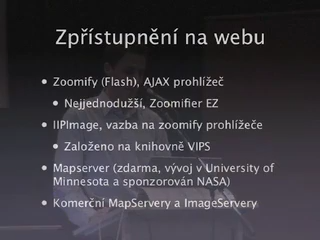 Zpřístupnění na webu
Zoomify (Flash), AJAX prohlížeč
Nejjednodužší, Zoomifier EZ
IIPImage, vazba na zoomify prohlížeče
Založeno na knihovně VIPS
Mapserver (zdarma, vývoj v University of
Minnesota a sponzorován NASA)
Komerční MapServery a ImageServery